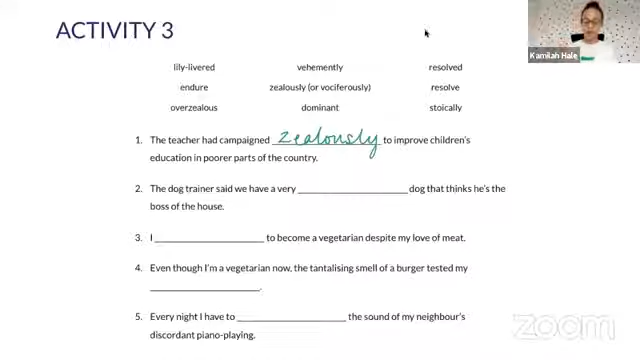 ACTIVITY 3
lily-livered vehemently resolved
endure zealously (or vociferously) resolve
overzealous dominant stoically
1. The teacher had campaigned zealously to improve children's
education in poorer parts of the country.
2. The dog trainer said we have a very ____________________ dog that thinks he's the
boss of the house.
3. I ____________________ to become a vegetarian despite my love of meat.
4. Even though I'm a vegetarian now, the tantalising smell of a burger tested my
____________________.
5. Every night I have to ____________________ the sound of my neighbour's
discordant piano-playing.
Kamilah Hale
zoom